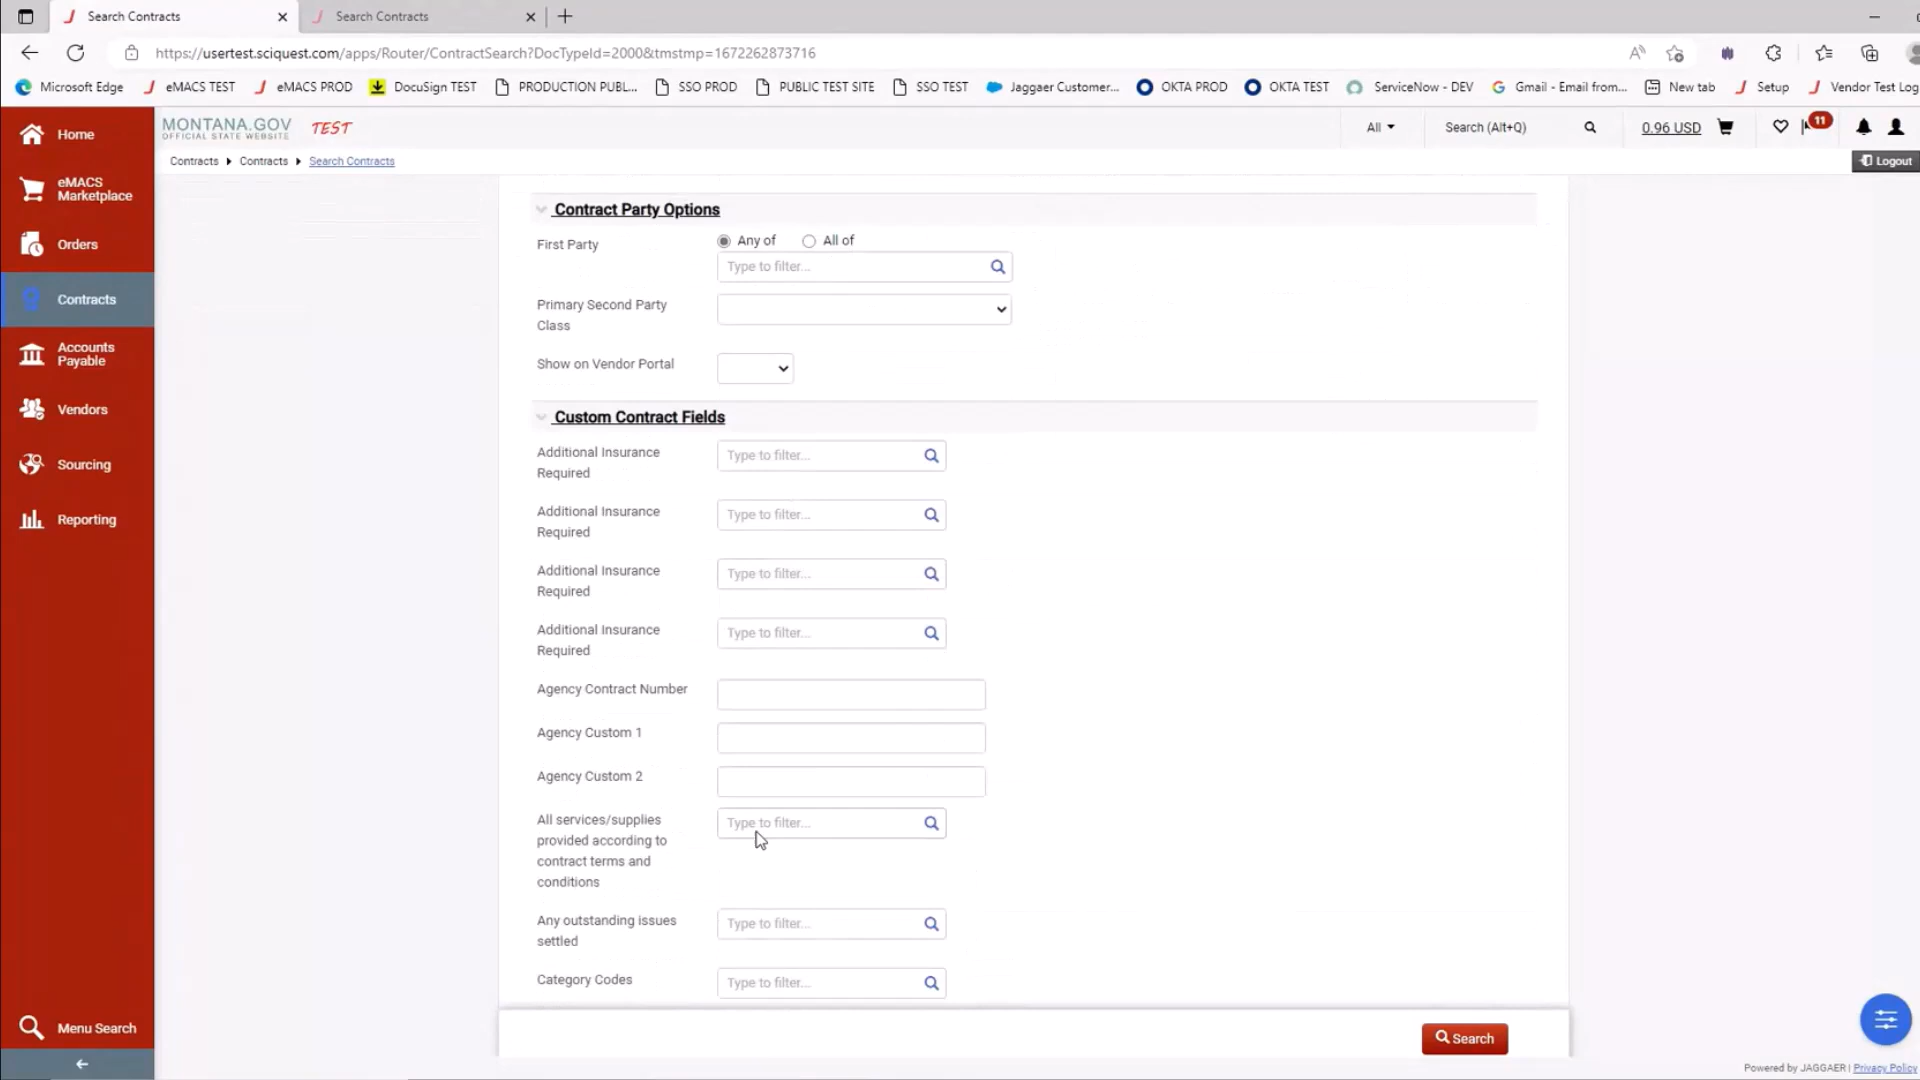 Search Contracts
Search Contracts
https://usertest.sciquest.com/apps/Router/ContractSearch?DocTypeId=2000&tmstmp=1672262873716
Microsoft Edge
eMACS TEST
eMACS PROD
DocuSign TEST
PRODUCTION PUBL...
SSO PROD
PUBLIC TEST SITE
SSO TEST
Jaggaer Customer...
OKTA PROD
OKTA TEST
ServiceNow - DEV
Gmail - Email from...
New tab
Setup
Vendor Test Log
Home
eMACS
Marketplace
Orders
Contracts
Accounts
Payable
Vendors
Sourcing
Reporting
Menu Search
MONTANA.GOV
OFFICIAL STATE WEBSITE
TEST
All
Search (Alt+Q)
0.96 USD
11
Contracts
Contracts
Search Contracts
Logout
Contract Party Options
First Party
Any of
All of
Type to filter...
Primary Second Party
Class
Show on Vendor Portal
Custom Contract Fields
Additional Insurance
Required
Type to filter...
Additional Insurance
Required
Type to filter...
Additional Insurance
Required
Type to filter...
Additional Insurance
Required
Type to filter...
Agency Contract Number
Agency Custom 1
Agency Custom 2
All services/supplies
provided according to
contract terms and
conditions
Type to filter...
Any outstanding issues
settled
Type to filter...
Category Codes
Type to filter...
Search
Powered by JAGGAER | Privacy Policy